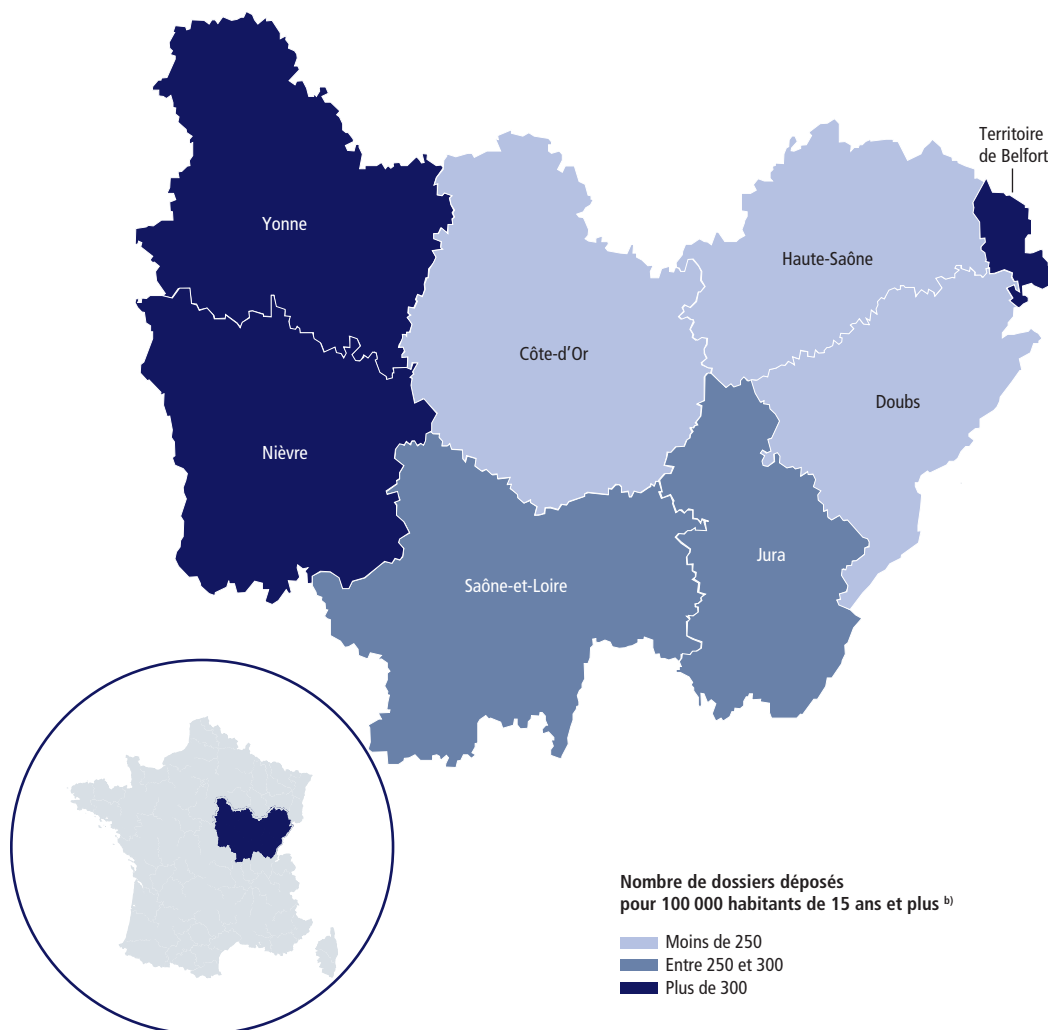 Territoire
de Belfort
Yonne
Haute-Saône
Côte-d'Or
Doubs
Nièvre
Jura
Saône-et-Loire
Nombre de dossiers déposés
pour 100 000 habitants de 15 ans et plus b)
Moins de 250
Entre 250 et 300
Plus de 300